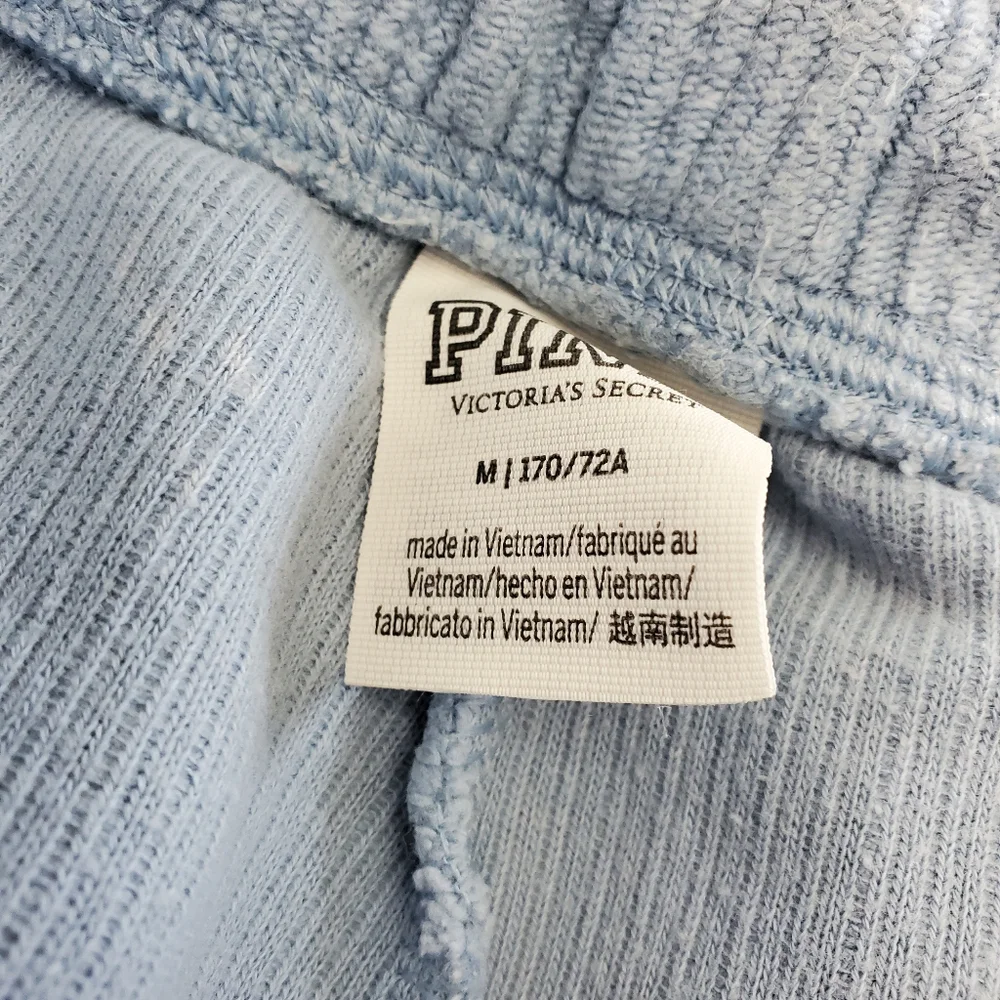 PINK
VICTORIA'S SECRET
M | 170/72A
made in Vietnam/fabriqué au
Vietnam/hecho en Vietnam/
fabbricato in Vietnam/ 越南制造